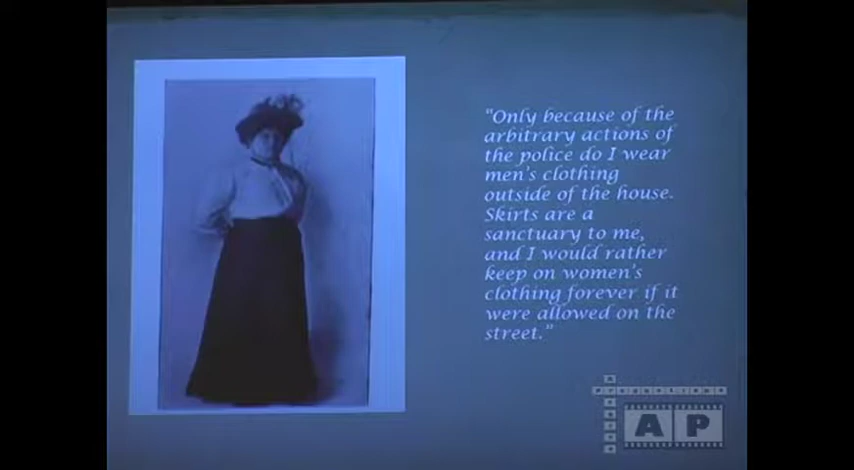 "Only because of the
arbitrary actions of
the police do I wear
men's clothing
outside of the house.
Skirts are a
sanctuary to me,
and I would rather
keep on women's
clothing forever if it
were allowed on the
street."
AP